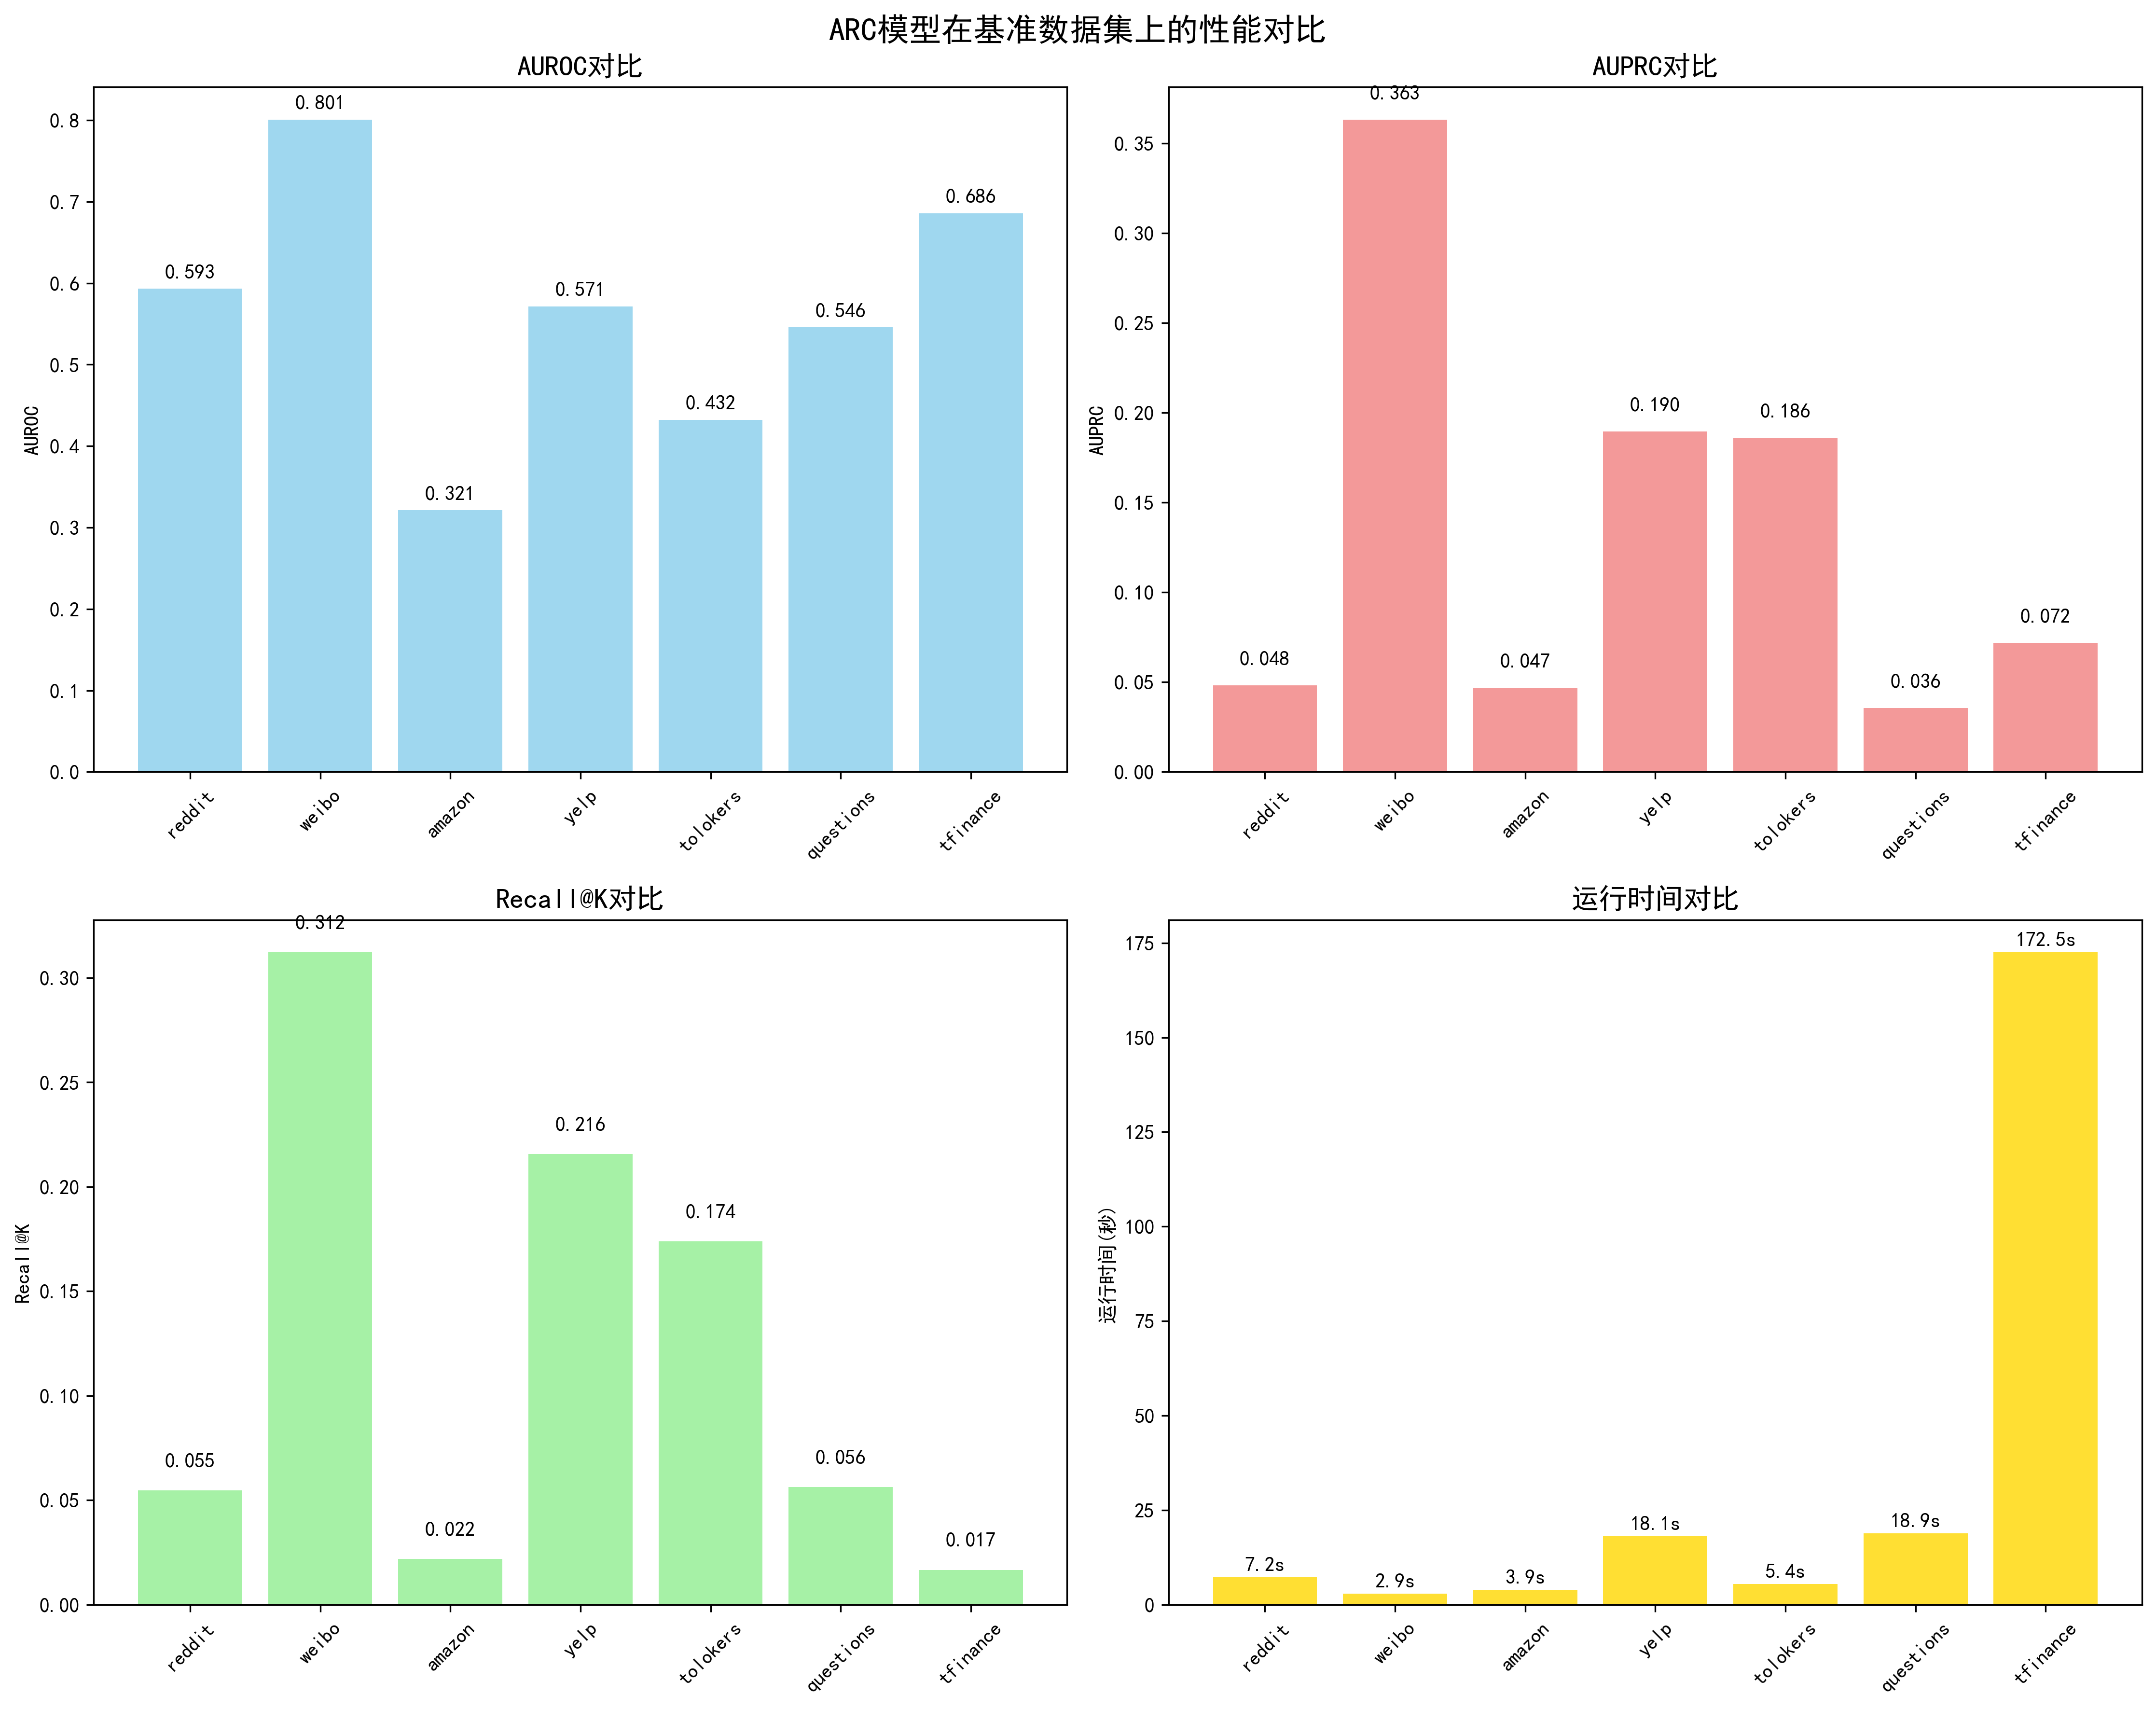 ARC模型在基准数据集上的性能对比
AUROC对比
AUROC
0.8
0.7
0.6
0.5
0.4
0.3
0.2
0.1
0.0
0.593
0.801
0.321
0.571
0.432
0.546
0.686
reddit
weibo
amazon
yelp
tolokers
questions
tfinance
AUPRC对比
AUPRC
0.35
0.30
0.25
0.20
0.15
0.10
0.05
0.00
0.048
0.363
0.047
0.190
0.186
0.036
0.072
reddit
weibo
amazon
yelp
tolokers
questions
tfinance
Recall@K对比
Recall@K
0.30
0.25
0.20
0.15
0.10
0.05
0.00
0.055
0.312
0.022
0.216
0.174
0.056
0.017
reddit
weibo
amazon
yelp
tolokers
questions
tfinance
运行时间对比
运行时间(秒)
175
150
125
100
75
50
25
0
7.2s
2.9s
3.9s
18.1s
5.4s
18.9s
172.5s
reddit
weibo
amazon
yelp
tolokers
questions
tfinance